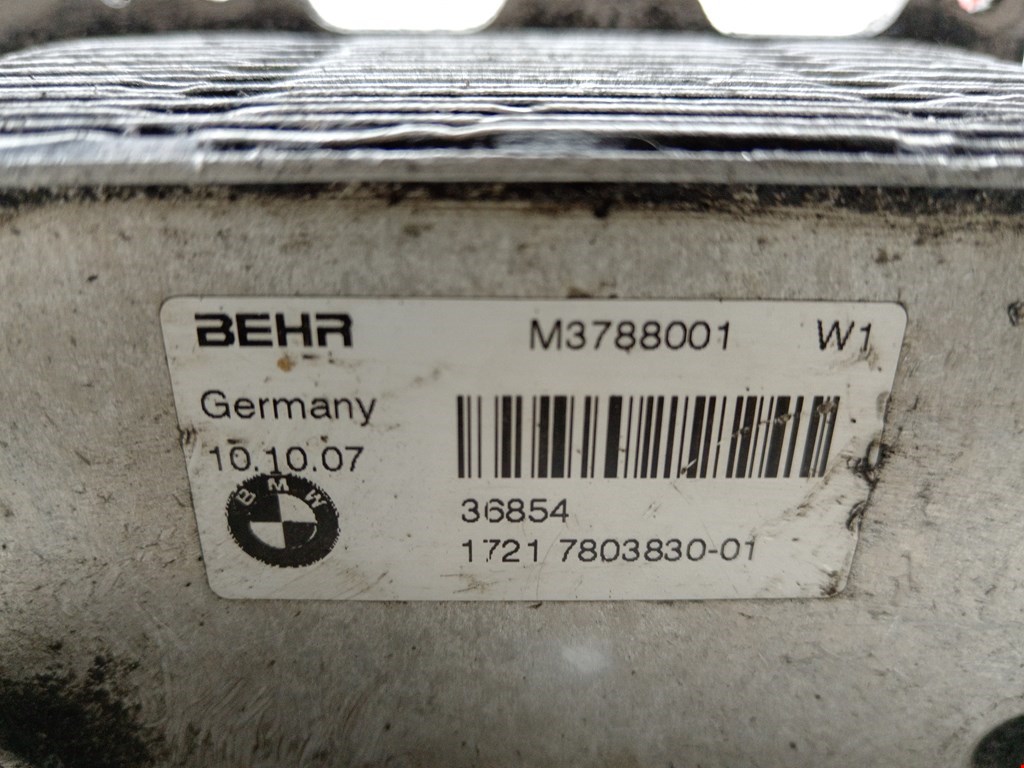 BEHR M3788001 W1
Germany
10.10.07
BMW
36854
1721 7803830-01